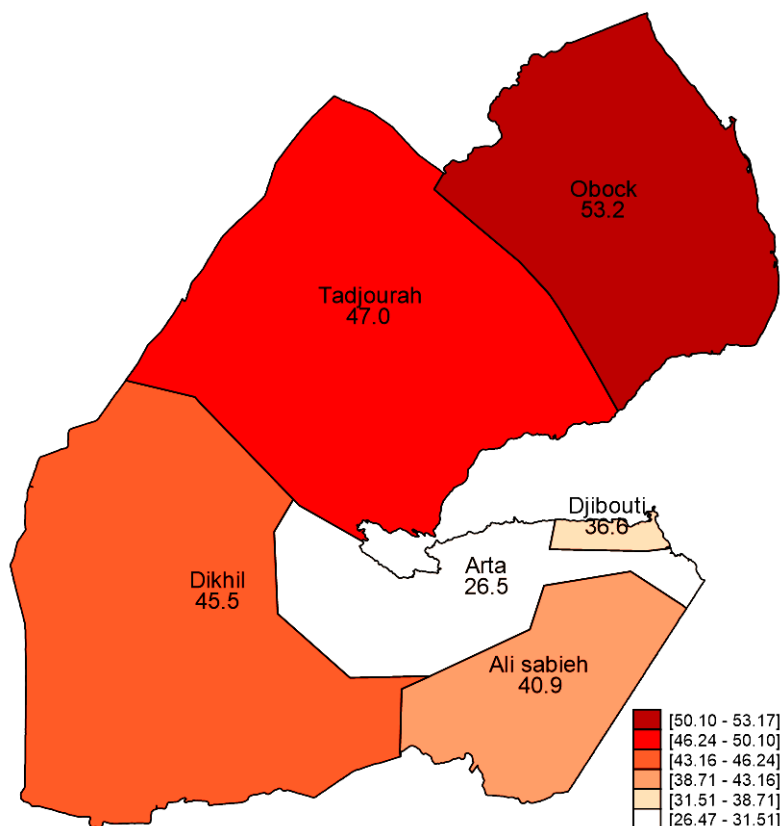 Obock
53.2
Tadjourah
47.0
Djibouti
36.6
Arta
26.5
Dikhil
45.5
Ali sabieh
40.9
[50.10 - 53.17]
[46.24 - 50.10]
[43.16 - 46.24]
[38.71 - 43.16]
[31.51 - 38.71]
[26.47 - 31.51]